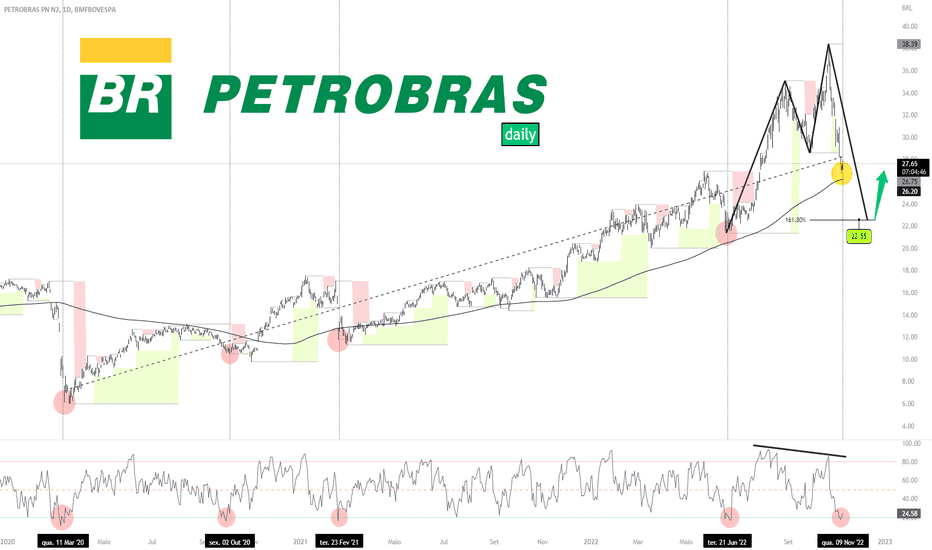 PETROBRAS PN N2, 1D, BMFBOVESPA
BRL
40.00
38.39
36.00
34.00
32.00
30.00
28.00
27.65
07:04:46
26.75
26.20
24.00
22.00
20.00
18.00
16.00
14.00
12.00
10.00
8.00
6.00
4.00
BR PETROBRAS
daily
161.80%
22.55
100.00
80.00
24.58
2020
qua. 11 Mar '20
Maio
Jul
sex. 02 Out '20
2021
ter. 23 Fev '21
Maio
Jul
Set
Nov
2022
Mar
Maio
ter. 21 Jun '22
Set
qua. 09 Nov '22
2023